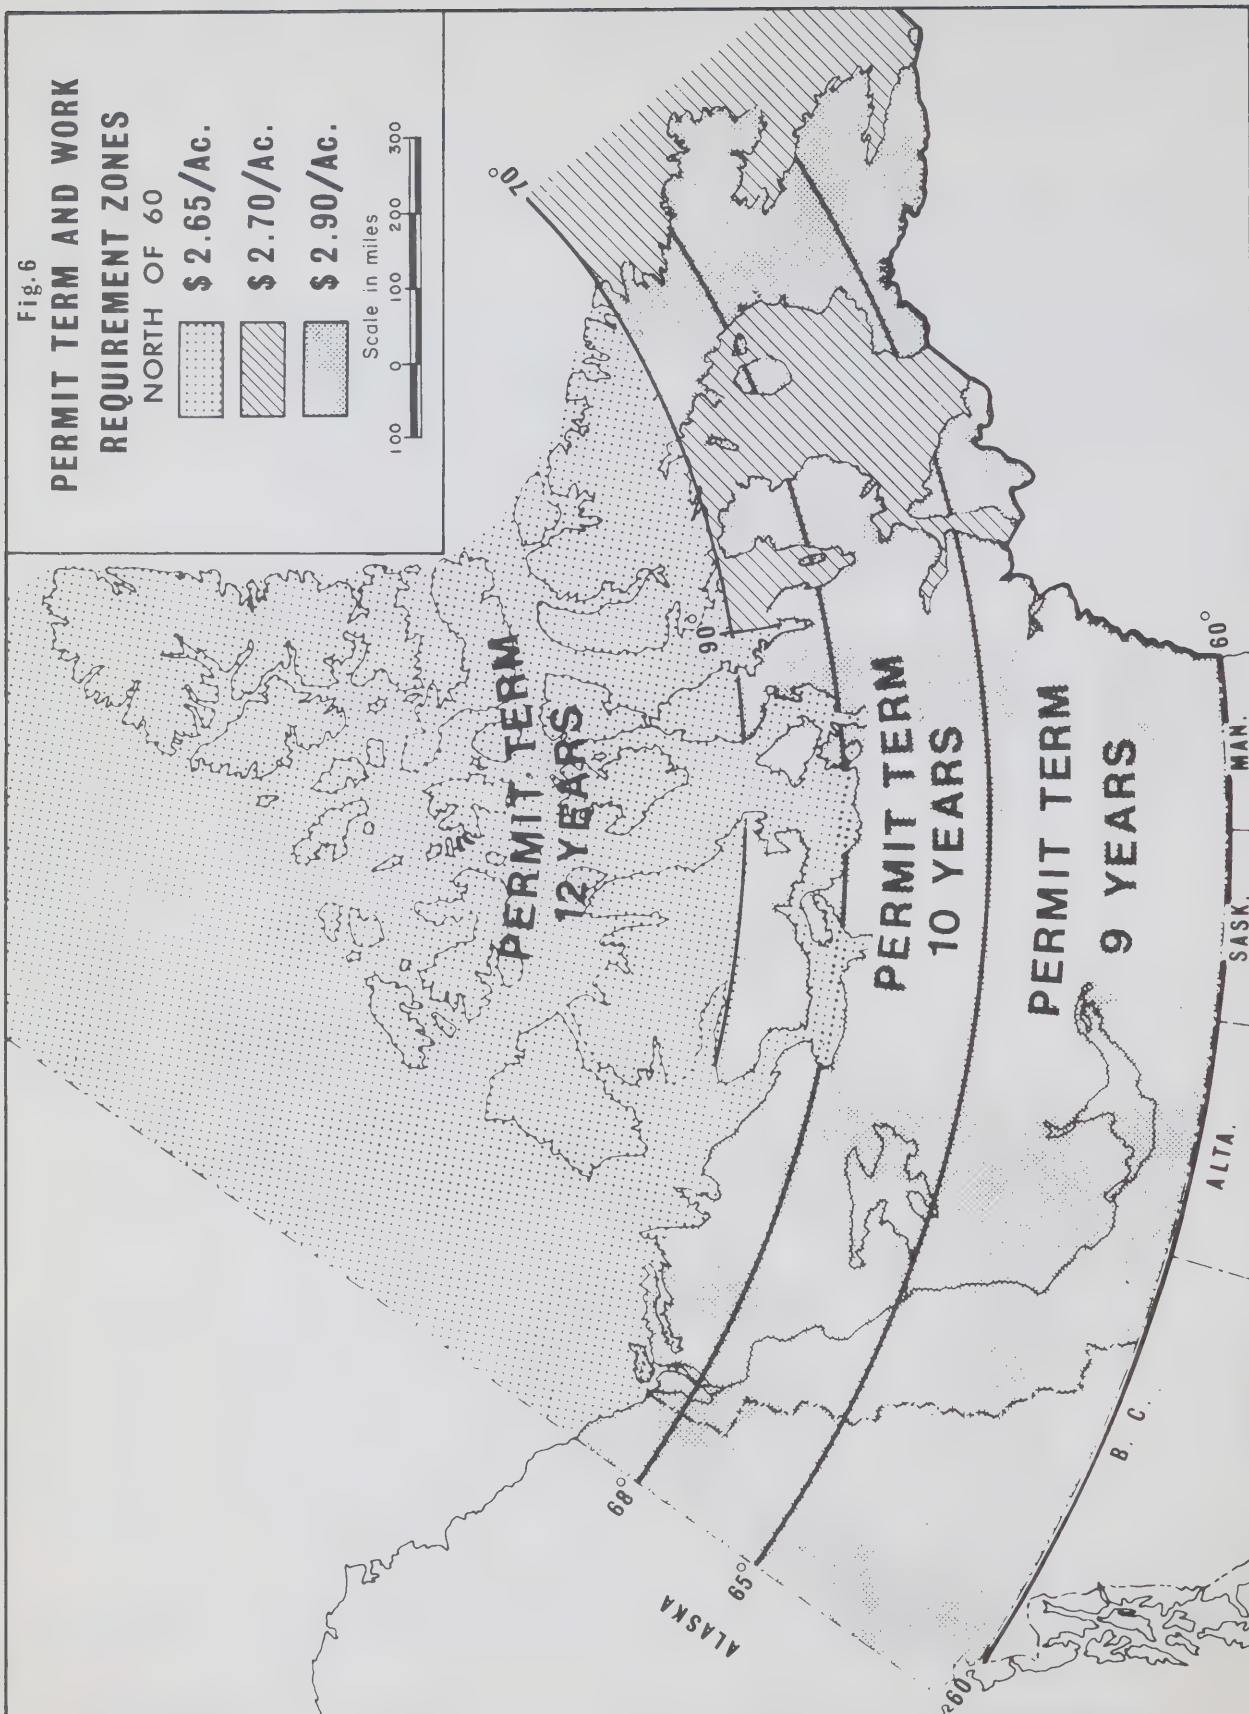 Fig. 6
PERMIT TERM AND WORK
REQUIREMENT ZONES
NORTH OF 60
$2.65/Ac.
$2.70/Ac.
$2.90/Ac.
Scale in miles
100 0 100 200 300
70°
90°
PERMIT TERM
12 YEARS
PERMIT TERM
10 YEARS
PERMIT TERM
9 YEARS
68°
65°
60°
60°
ALASKA
B. C.
ALTA.
SASK.
MAN.